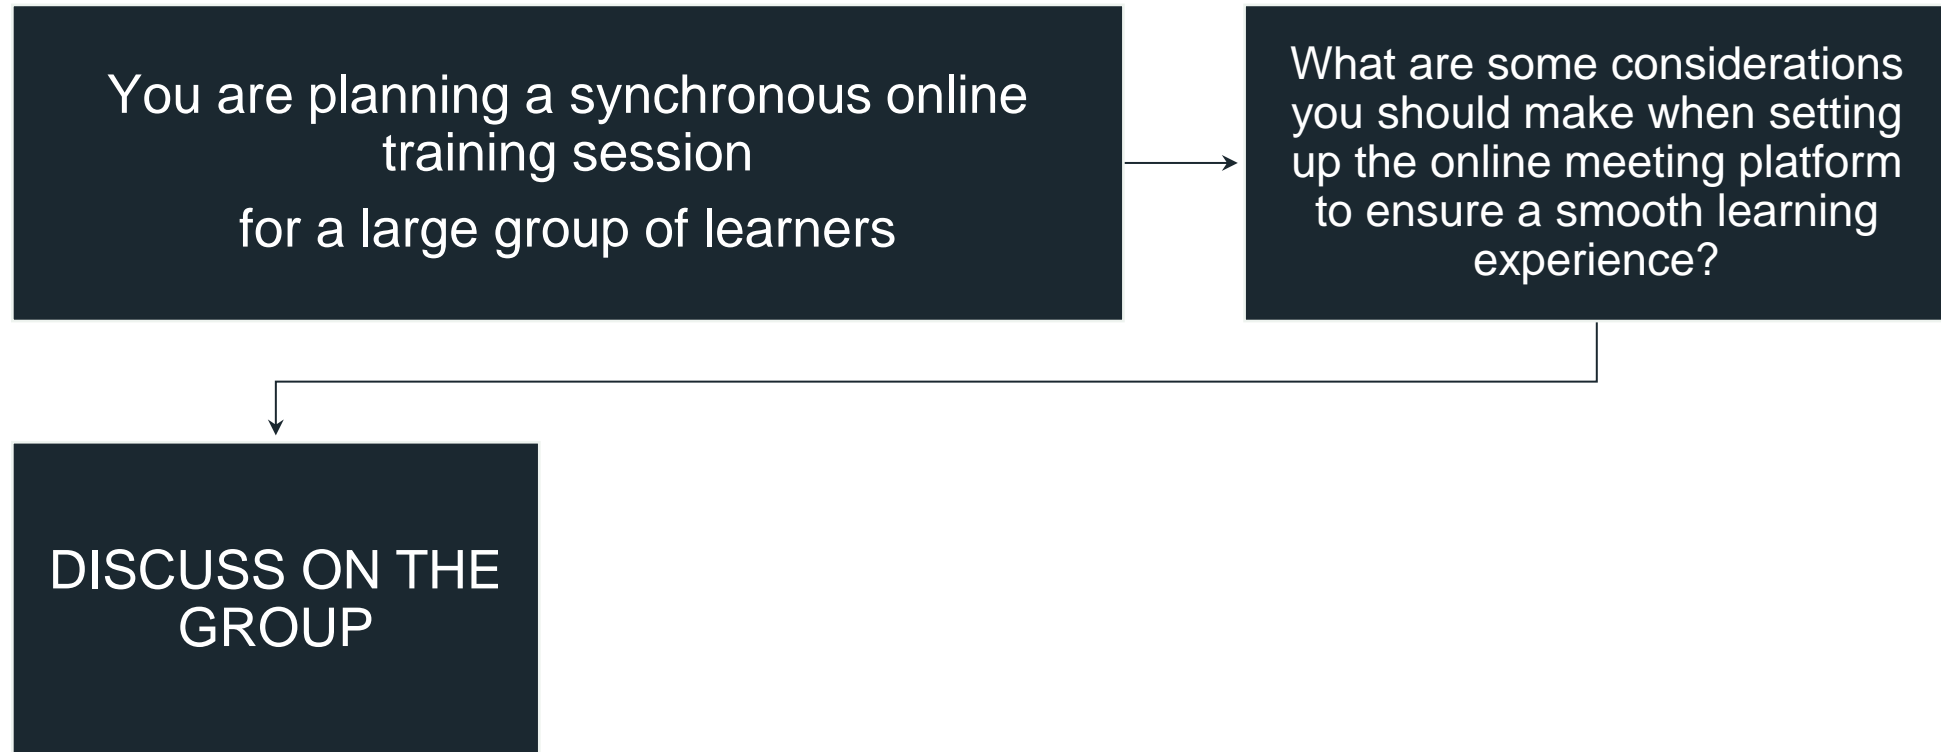 You are planning a synchronous online
training session
for a large group of learners
What are some considerations
you should make when setting
up the online meeting platform
to ensure a smooth learning
experience?
DISCUSS ON THE
GROUP